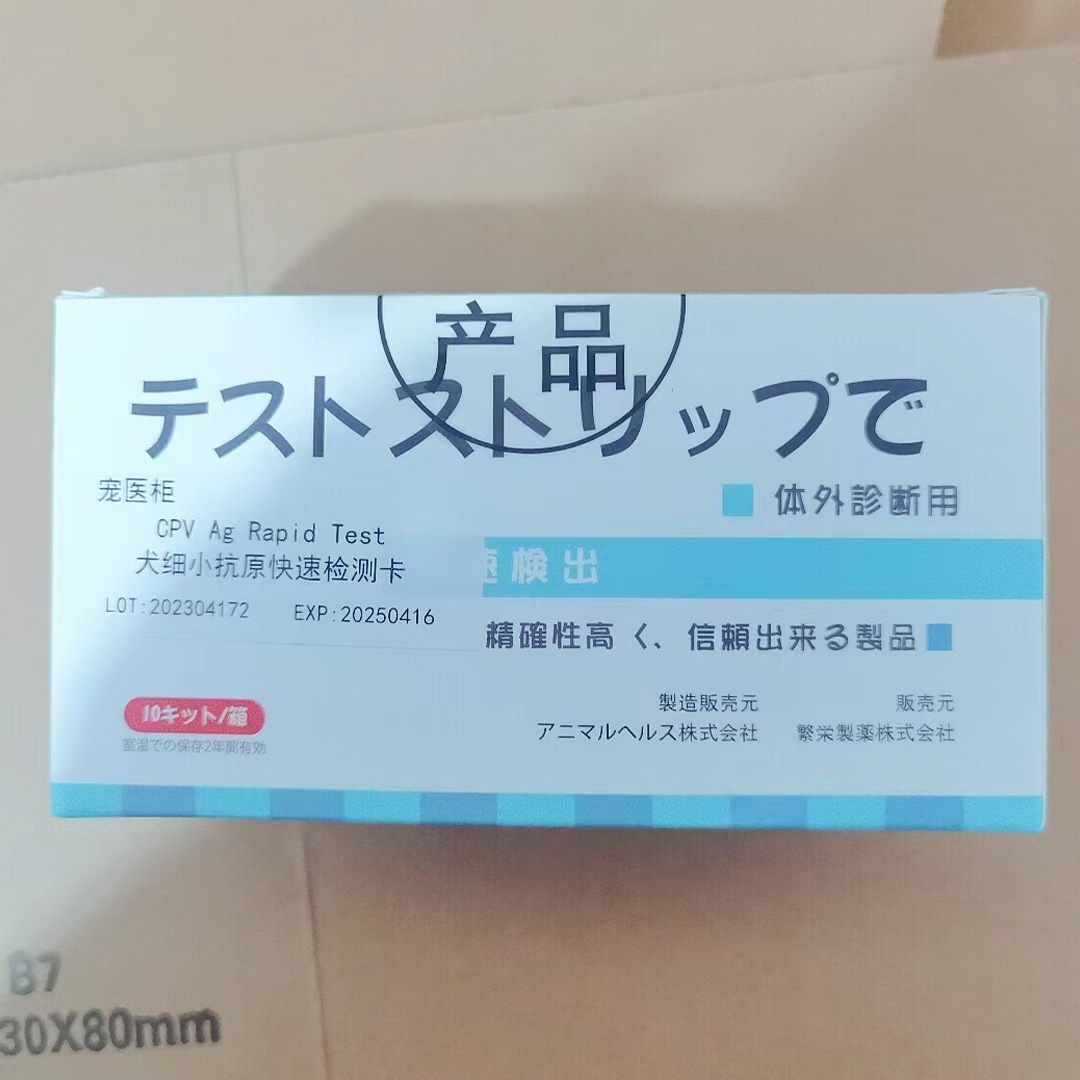 产品
テストストリップで
宠医柜
体外診断用
CPV Ag Rapid Test
犬细小抗原快速检测卡
速検出
LOT:202304172 EXP:20250416
精確性高く、信頼出来る製品
10キット/箱
室温での保存2年間有効
製造販売元 販売元
アニマルヘルス株式会社 繁栄製薬株式会社
B7
30X80mm